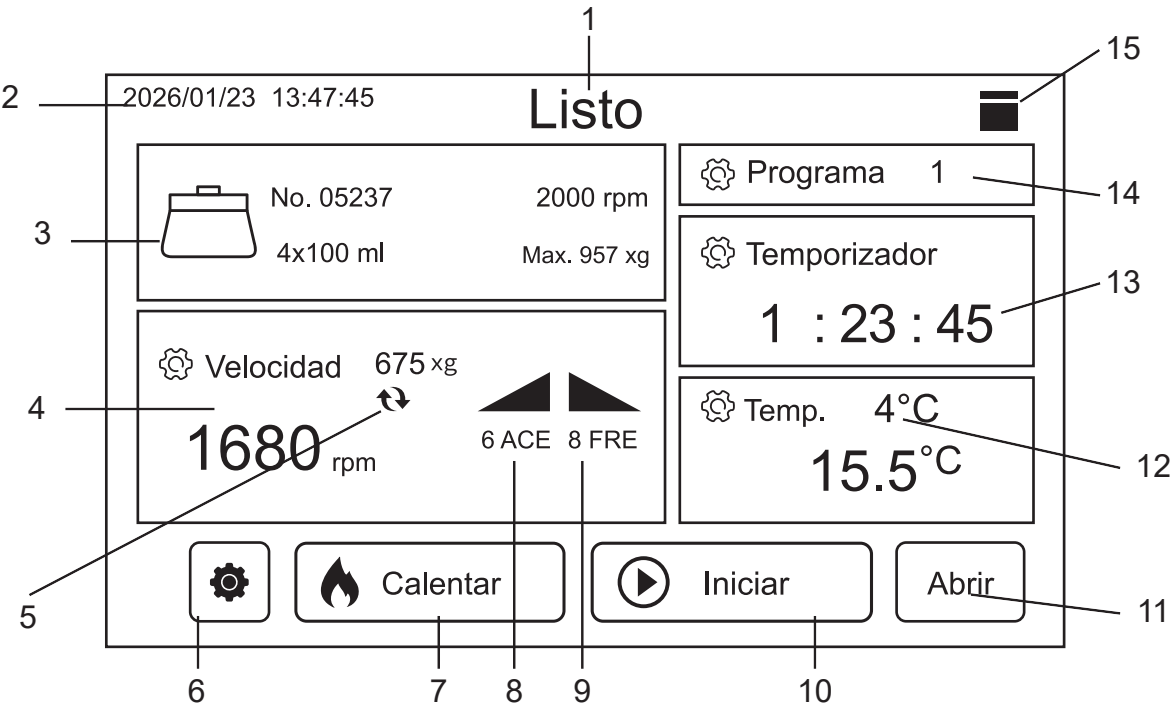 1
15
2
2026/01/23 13:47:45
Listo
No. 05237
2000 rpm
4x100 ml
Max. 957 xg
3
Programa 1
14
Temporizador
1 : 23 : 45
13
Velocidad 675 xg
1680 rpm
4
6 ACE
8 FRE
Temp. 4°C
15.5°C
12
5
Calentar
Iniciar
Abrir
11
6
7
8
9
10